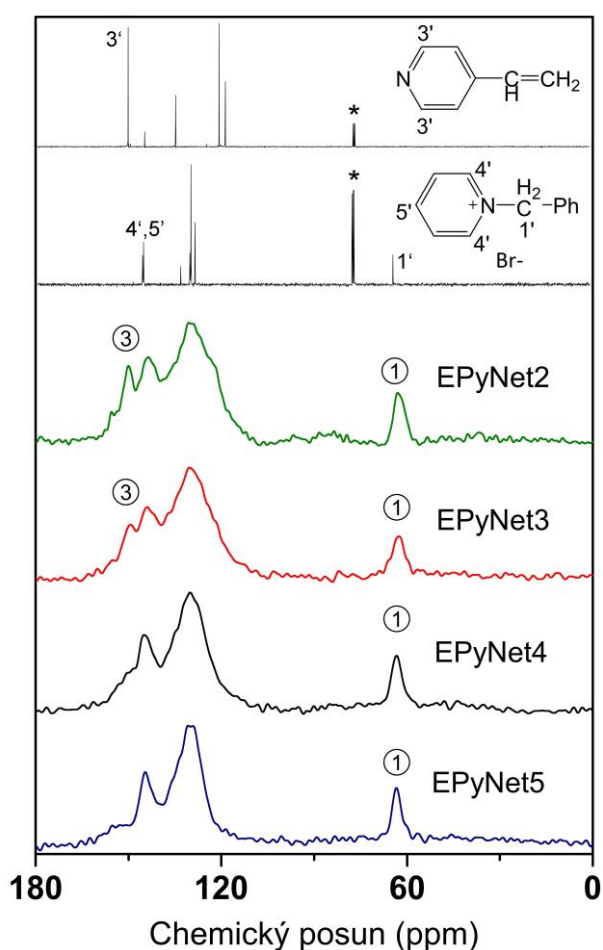 3‘
3'
N
C=CH₂
H
3'
*
4‘,5‘
*
5'
4'
N
+
H₂
C
Ph
1'
4'
Br-
1‘
③
①
EPyNet2
③
①
EPyNet3
①
EPyNet4
①
EPyNet5
180
120
60
0
Chemický posun (ppm)